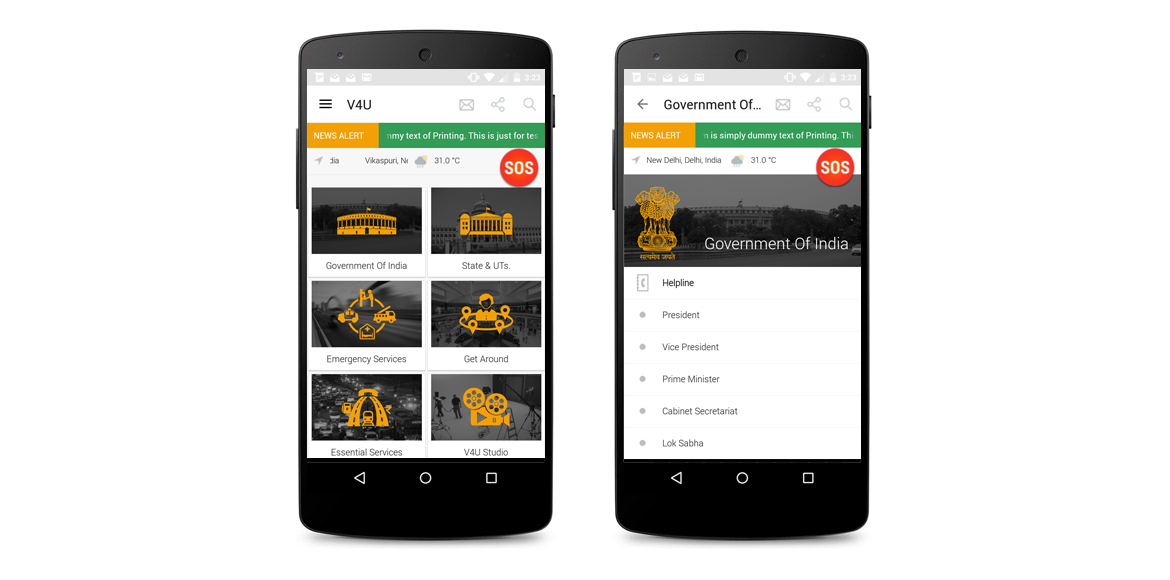 3:23
V4U
NEWS ALERT
mmy text of Printing. This is just for tes
dia
Vikaspuri, Ne
31.0 °C
SOS
Government Of India
State & UTs.
Emergency Services
Get Around
Essential Services
V4U Studio
3:23
Government Of...
NEWS ALERT
n is simply dummy text of Printing. Thi
New Delhi, Delhi, India
31.0 °C
SOS
सत्यमेव जयते
Government Of India
Helpline
President
Vice President
Prime Minister
Cabinet Secretariat
Lok Sabha